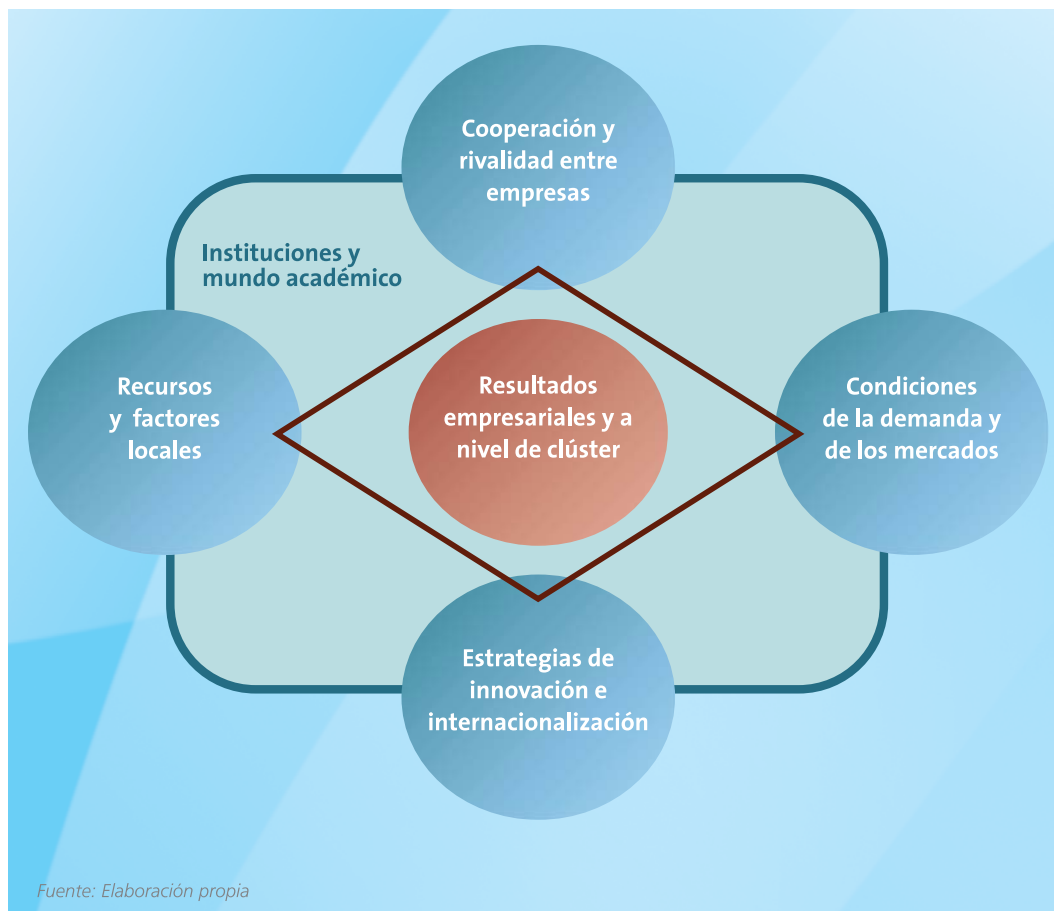 Cooperación y
rivalidad entre
empresas
Instituciones y
mundo académico
Recursos
y factores
locales
Resultados
empresariales y a
nivel de clúster
Condiciones
de la demanda y
de los mercados
Estrategias de
innovación e
internacionalización
Fuente: Elaboración propia